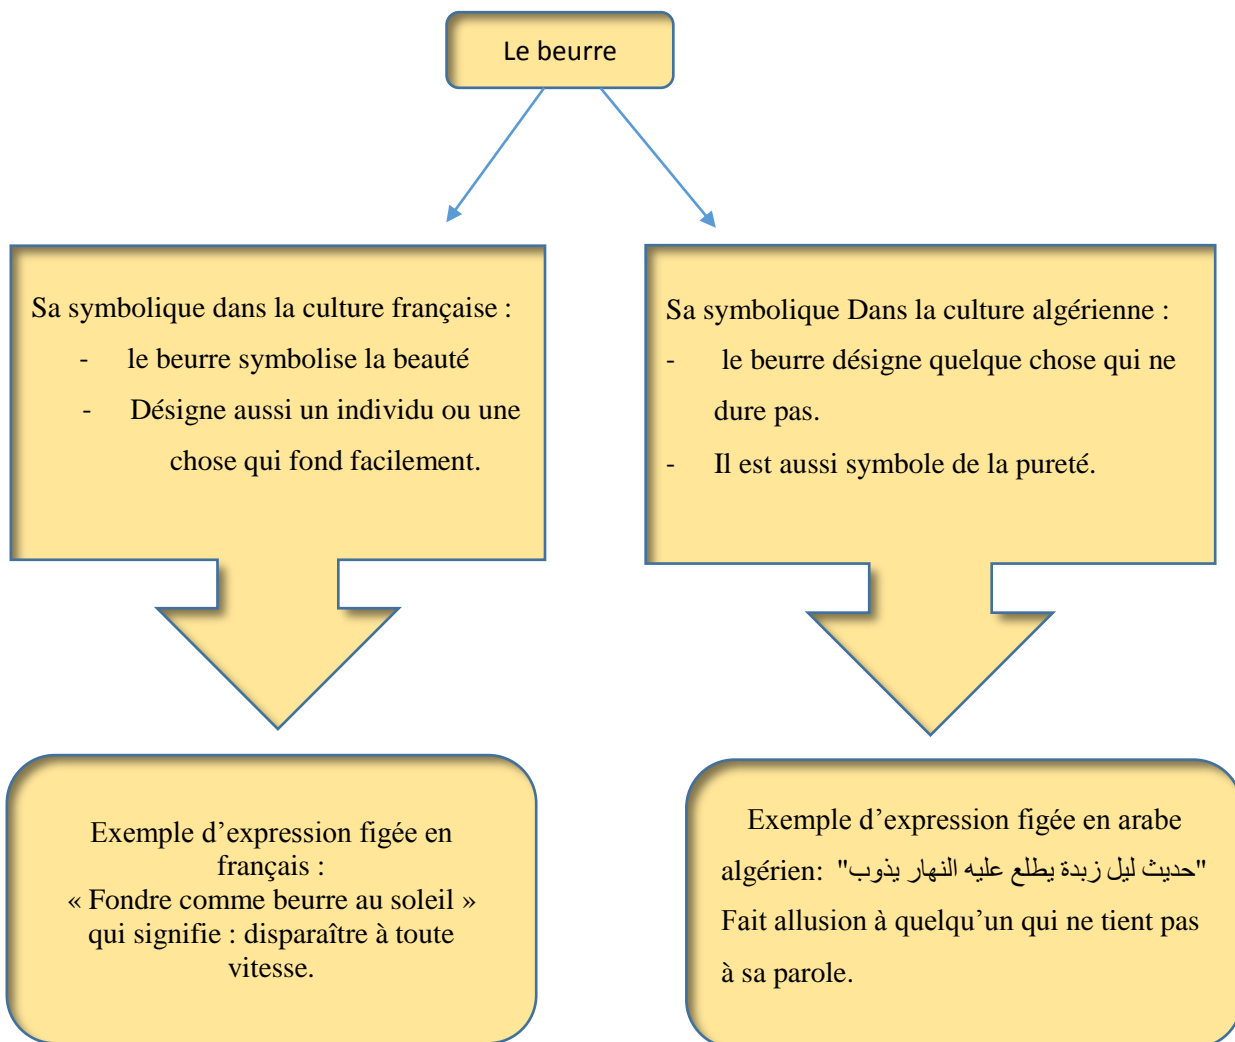 Le beurre
Sa symbolique dans la culture française :
- le beurre symbolise la beauté
- Désigne aussi un individu ou une
chose qui fond facilement.
Sa symbolique Dans la culture algérienne :
- le beurre désigne quelque chose qui ne
dure pas.
- Il est aussi symbole de la pureté.
Exemple d’expression figée en
français :
« Fondre comme beurre au soleil »
qui signifie : disparaître à toute
vitesse.
Exemple d’expression figée en arabe
algérien: "حديث ليل زبدة يطلع عليه النهار يذوب"
Fait allusion à quelqu’un qui ne tient pas
à sa parole.